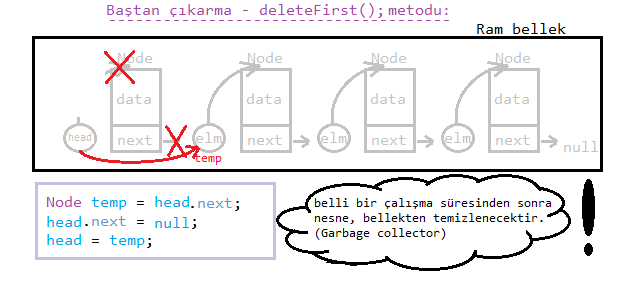 Baştan çıkarma - deleteFirst(); metodu:
Ram bellek
Node Node Node Node
data data data data
head next elm next elm next elm next null
temp
Node temp = head.next;
head.next = null;
head = temp;
belli bir çalışma süresinden sonra
nesne, bellekten temizlenecektir.
(Garbage collector)
!